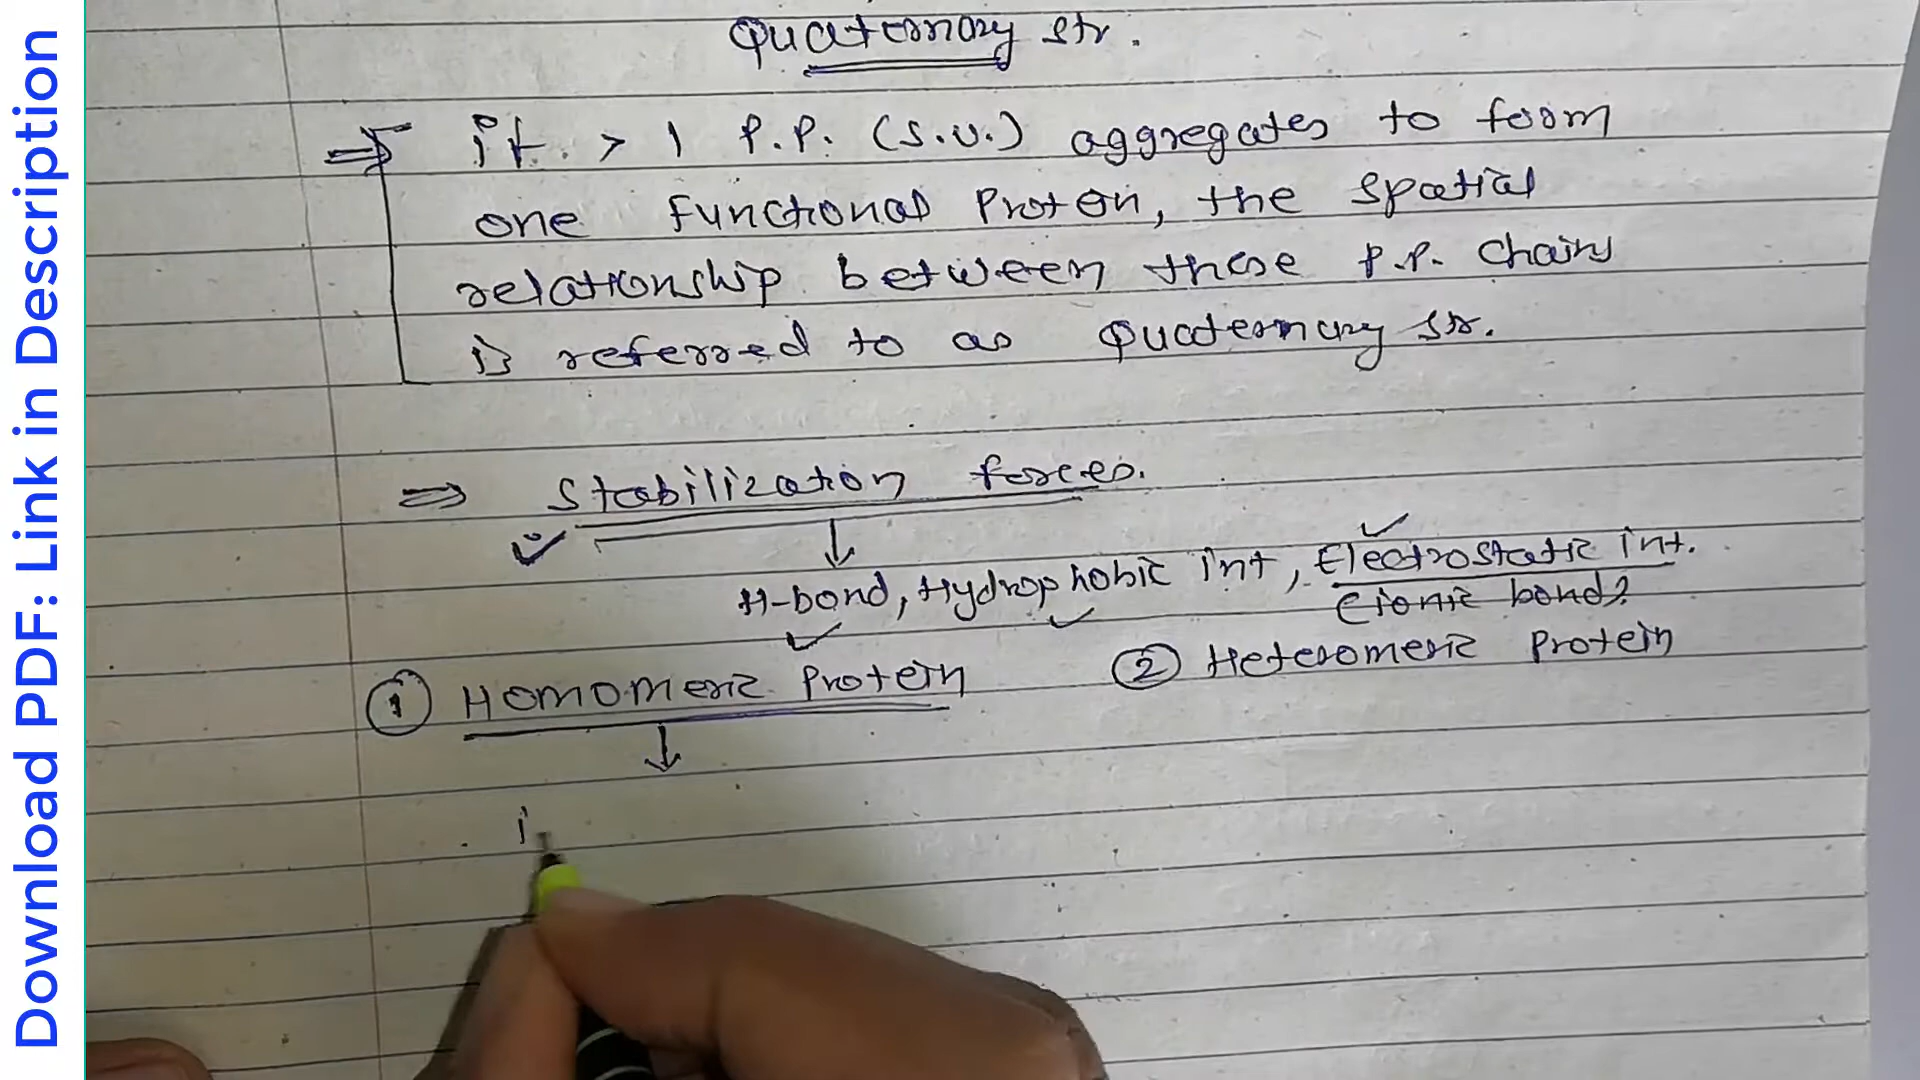 Download PDF: Link in Description
Quaternary str.
⇒ if > 1 P.P. (S.U.) aggregates to form
one functional Protein, the spatial
relationship between these P.P. chains
is referred to as Quaternary str.
⇒ Stabilization forces.
↓
H-bond, Hydrophobic int, Electrostatic int.
(ionic bond)
① Homomeric Protein
② Heteromeric Protein
↓
i